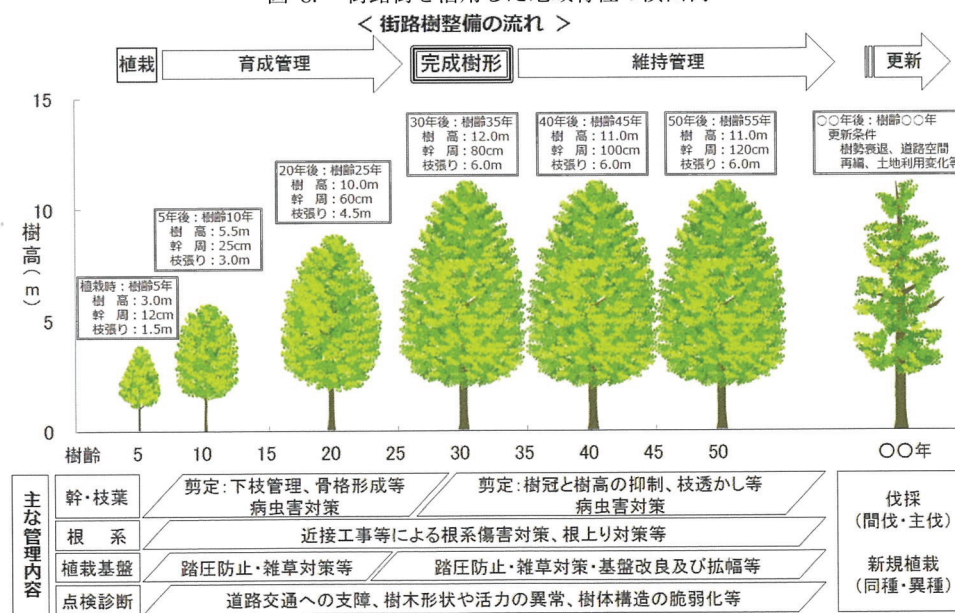 ＜ 街路樹整備の流れ ＞
植栽
育成管理
完成樹形
維持管理
更新
樹高(m)
15
10
5
0
植栽時：樹齢5年
樹　高：3.0m
幹　周：12cm
枝張り：1.5m
5年後：樹齢10年
樹　高：5.5m
幹　周：25cm
枝張り：3.0m
20年後：樹齢25年
樹　高：10.0m
幹　周：60cm
枝張り：4.5m
30年後：樹齢35年
樹　高：12.0m
幹　周：80cm
枝張り：6.0m
40年後：樹齢45年
樹　高：11.0m
幹　周：100cm
枝張り：6.0m
50年後：樹齢55年
樹　高：11.0m
幹　周：120cm
枝張り：6.0m
〇〇年後：樹齢〇〇年
更新条件
樹勢衰退、道路空間
再編、土地利用変化等
樹齢 5 10 15 20 25 30 35 40 45 50 〇〇年
主な管理内容
幹・枝葉
剪定：下枝管理、骨格形成等
病虫害対策
剪定：樹冠と樹高の抑制、枝透かし等
病虫害対策
根　系
近接工事等による根系傷害対策、根上り対策等
植栽基盤
踏圧防止・雑草対策等
踏圧防止・雑草対策・基盤改良及び拡幅等
点検診断
道路交通への支障、樹木形状や活力の異常、樹体構造の脆弱化等
伐採
(間伐・主伐)
新規植栽
(同種・異種)